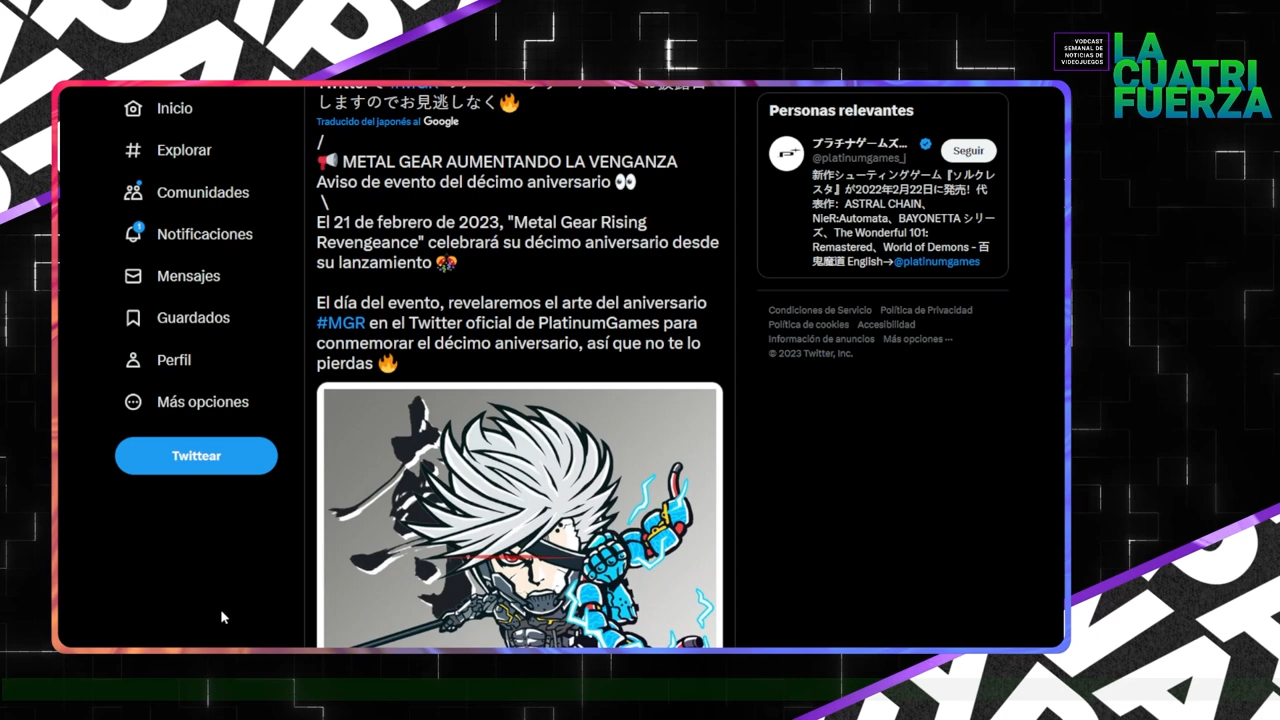 VODCAST
SEMANAL DE
NOTICIAS DE
VIDEOJUEGOS
LA
CUATRI
FUERZA
Inicio
Explorar
Comunidades
1
Notificaciones
Mensajes
Guardados
Perfil
Más opciones
Twittear
しますのでお見逃しなく🔥
Traducido del japonés al Google
/
📢 METAL GEAR AUMENTANDO LA VENGANZA
Aviso de evento del décimo aniversario 👀
\
El 21 de febrero de 2023, "Metal Gear Rising
Revengeance" celebrará su décimo aniversario desde
su lanzamiento 🎊
El día del evento, revelaremos el arte del aniversario
#MGR en el Twitter oficial de PlatinumGames para
conmemorar el décimo aniversario, así que no te lo
pierdas 🔥
Personas relevantes
プラチナゲームズ...
@platinumgames_j
Seguir
新作シューティングゲーム『ソルクレ
スタ』が2022年2月22日に発売！代
表作：ASTRAL CHAIN、
NieR:Automata、BAYONETTA シリー
ズ、The Wonderful 101:
Remastered、World of Demons - 百
鬼魔道 English→@platinumgames
Condiciones de Servicio Política de Privacidad
Política de cookies Accesibilidad
Información de anuncios Más opciones ···
© 2023 Twitter, Inc.